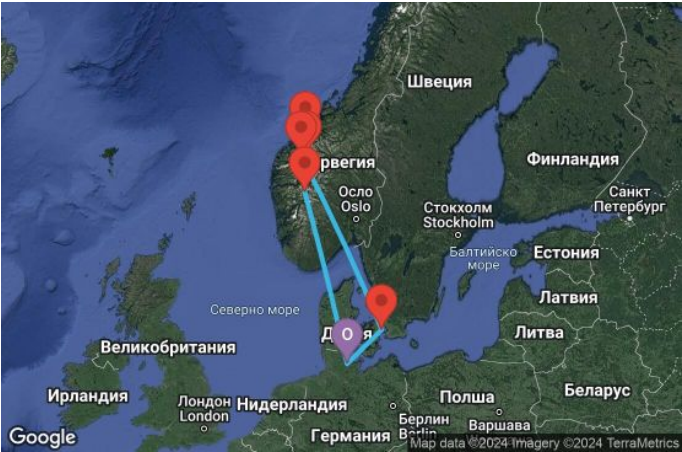 Швеция
рвегия
Финландия
Осло
Oslo
Санкт
Петербург
Стокхолм
Stockholm
Балтийско
море
Естония
Северно море
Латвия
O
Литва
Великобритания
Ирландия
Лондон
London
Нидерландия
Полша
Беларус
Берлин
Варшава
Германия
Google
Map data ©2024 Imagery ©2024 TerraMetrics